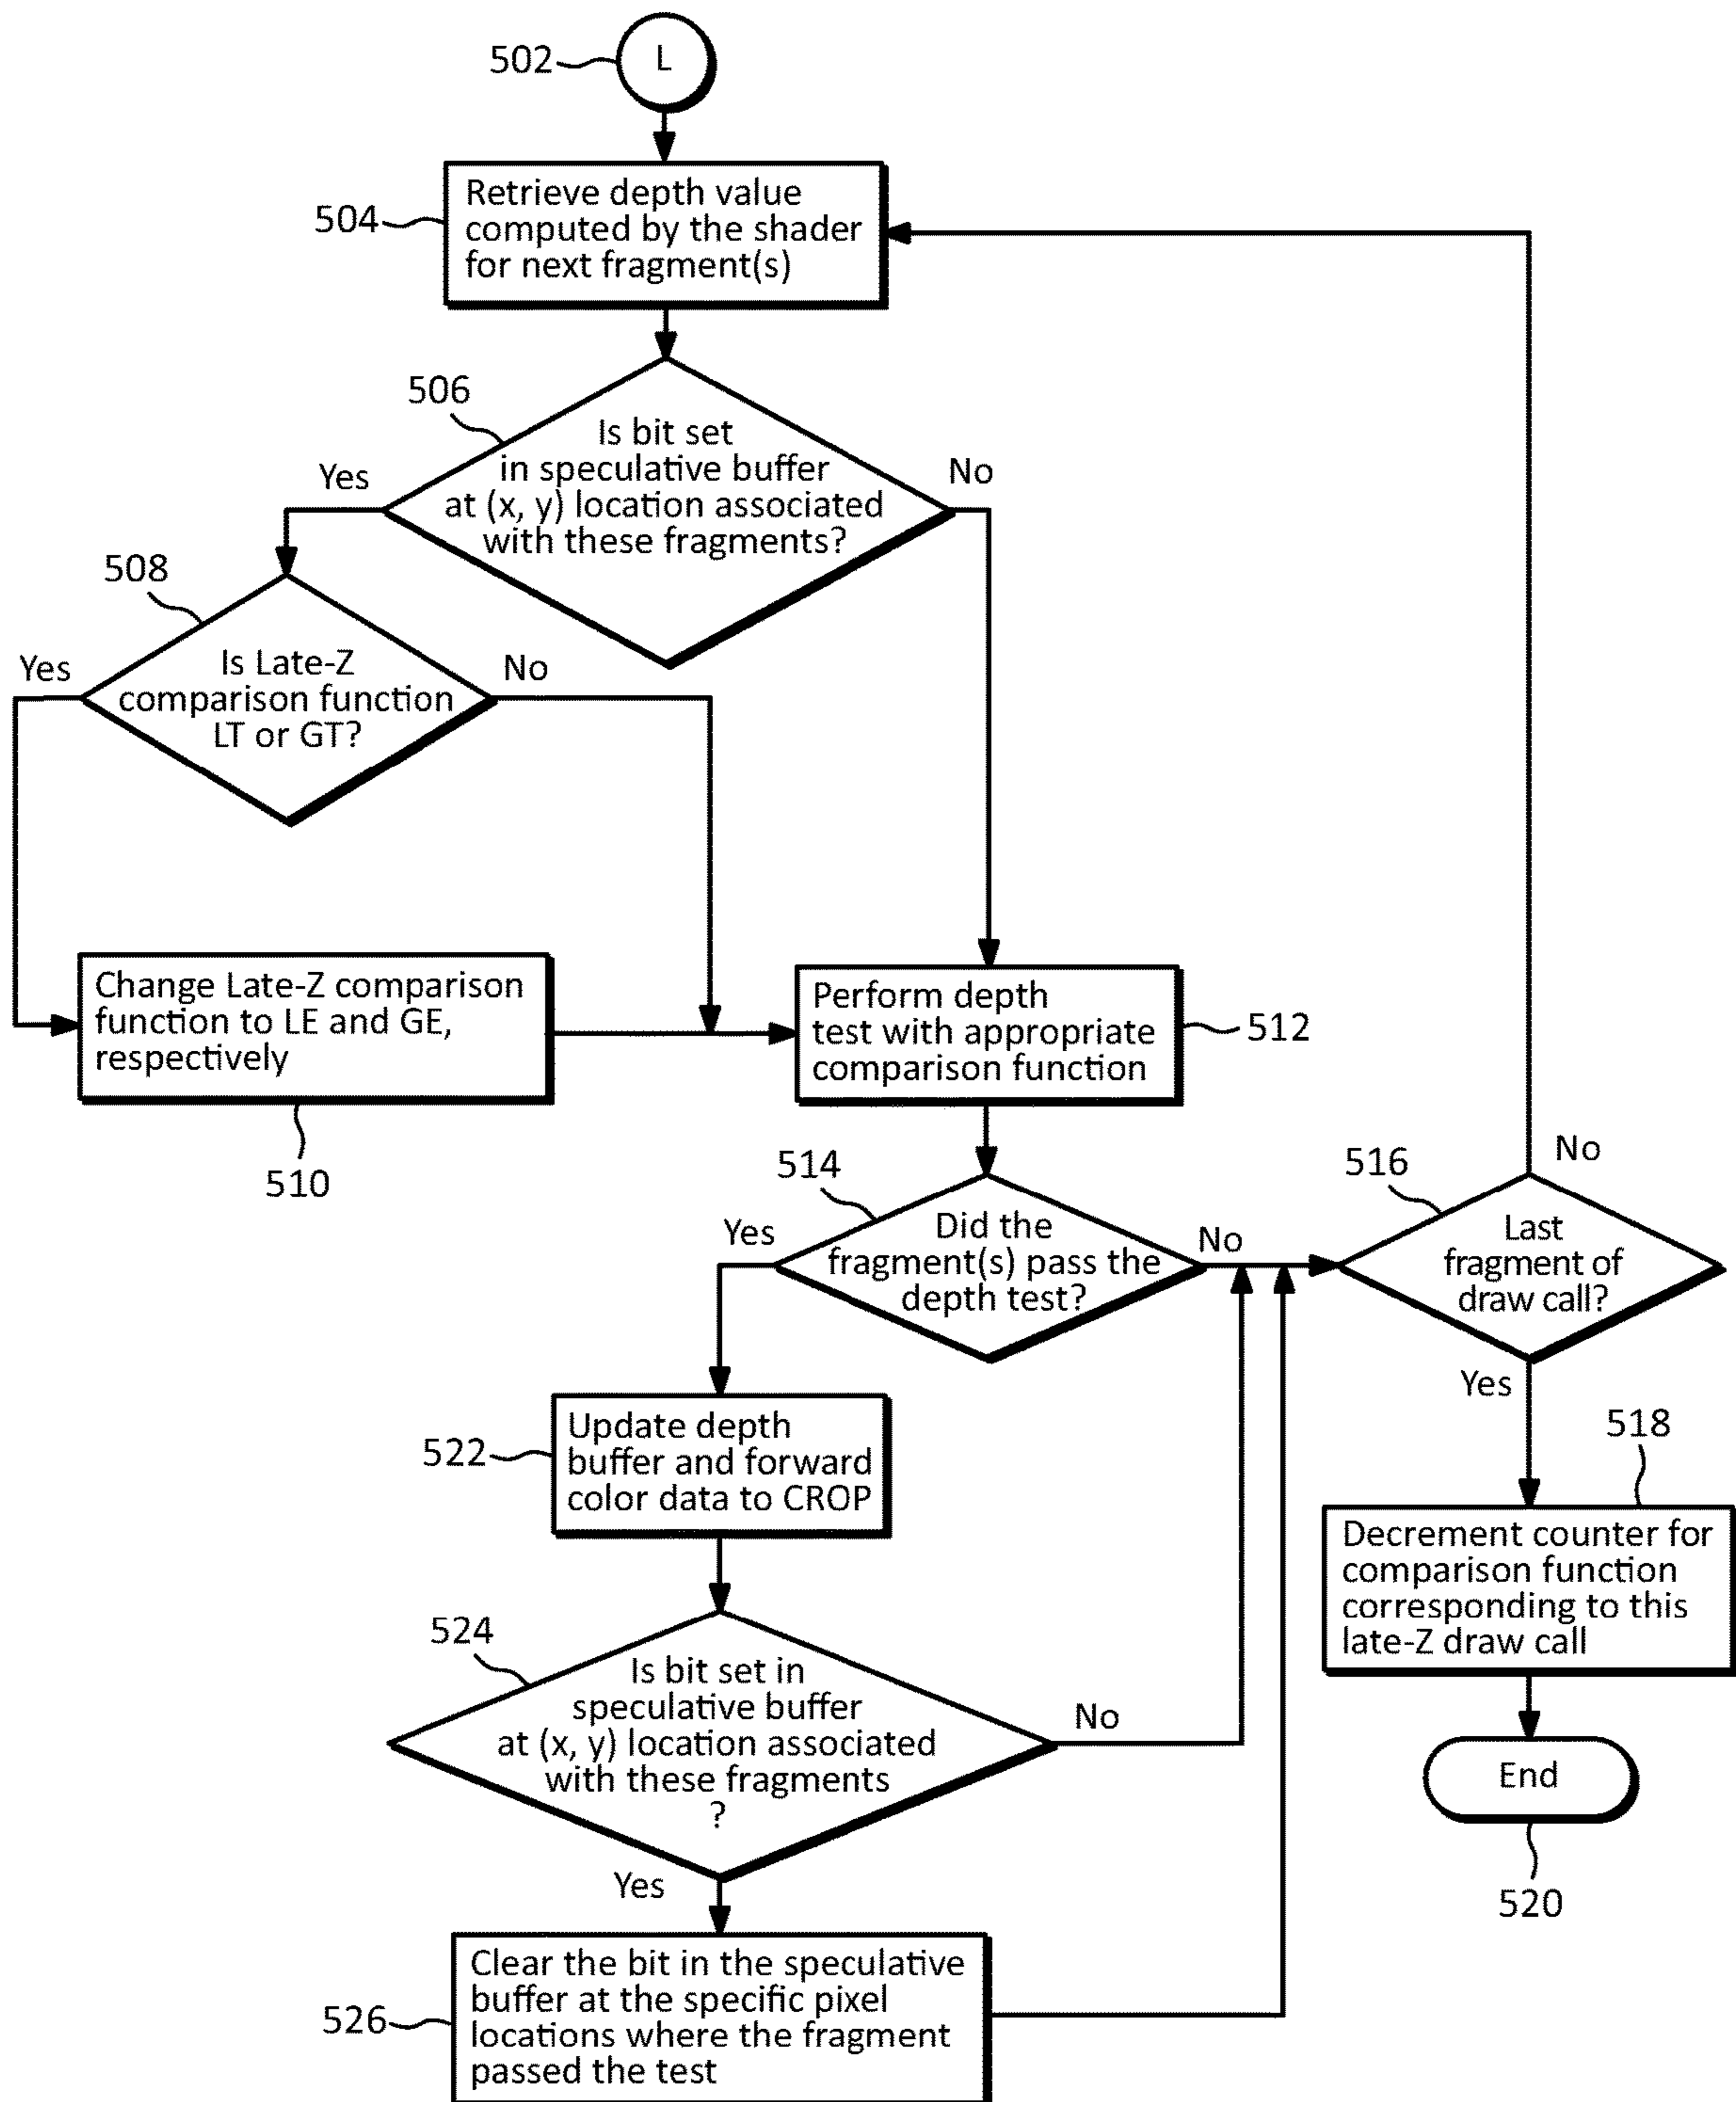 502
L
504
Retrieve depth value
computed by the shader
for next fragment(s)
506
Is bit set
in speculative buffer
at (x, y) location associated
with these fragments?
Yes
No
508
Is Late-Z
comparison function
LT or GT?
Yes
No
Change Late-Z comparison
function to LE and GE,
respectively
510
Perform depth
test with appropriate
comparison function
512
514
Did the
fragment(s) pass the
depth test?
Yes
No
516
Last
fragment of
draw call?
No
Yes
518
Decrement counter for
comparison function
corresponding to this
late-Z draw call
End
520
522
Update depth
buffer and forward
color data to CROP
524
Is bit set in
speculative buffer
at (x, y) location associated
with these fragments
?
No
Yes
526
Clear the bit in the speculative
buffer at the specific pixel
locations where the fragment
passed the test